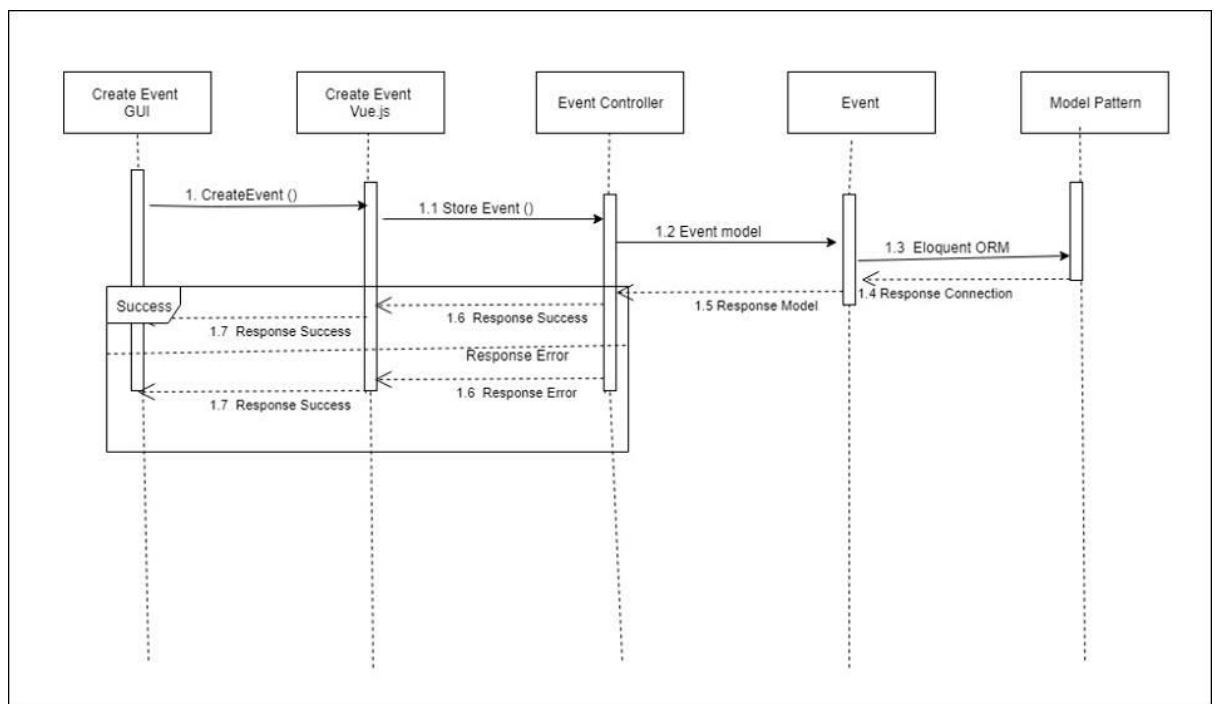 Create Event
GUI
Create Event
Vue.js
Event Controller
Event
Model Pattern
1. CreateEvent ()
1.1 Store Event ()
1.2 Event model
1.3 Eloquent ORM
1.4 Response Connection
1.5 Response Model
Success
1.6 Response Success
1.7 Response Success
Response Error
1.6 Response Error
1.7 Response Success